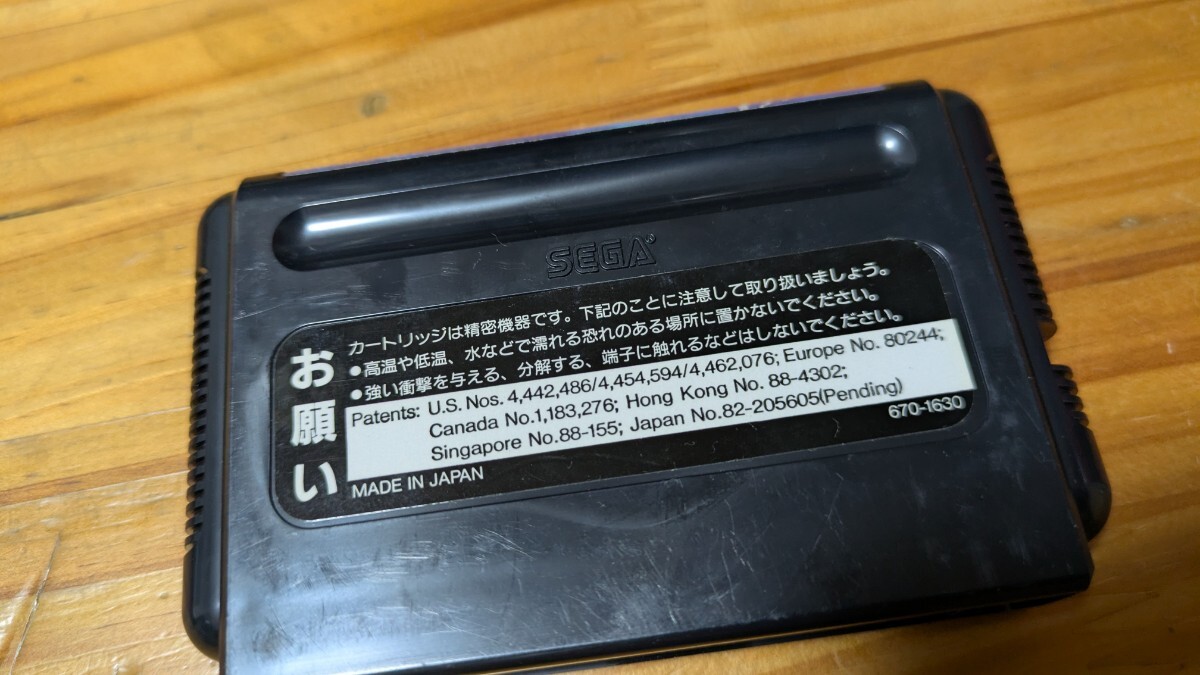 SEGA®
お願い
カートリッジは精密機器です。下記のことに注意して取り扱いましょう。
●高温や低温、水などで濡れる恐れのある場所に置かないでください。
●強い衝撃を与える、分解する、端子に触れるなどはしないでください。
Patents: U.S. Nos. 4,442,486/4,454,594/4,462,076; Europe No. 80244;
Canada No.1,183,276; Hong Kong No. 88-4302;
Singapore No.88-155; Japan No.82-205605(Pending)
MADE IN JAPAN
670-1630